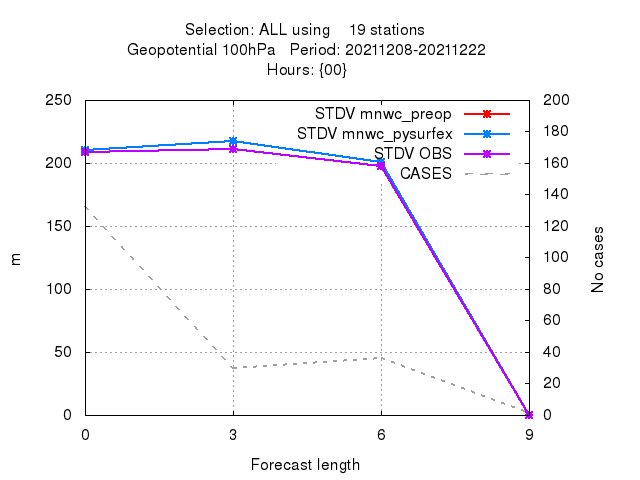 Selection: ALL using 19 stations
Geopotential 100hPa Period: 20211208-20211222
Hours: {00}
250
200
150
100
50
0
m
200
180
160
140
120
100
80
60
40
20
0
No cases
STDV mnwc_preop
STDV mnwc_pysurfex
STDV OBS
CASES
0
3
6
9
Forecast length